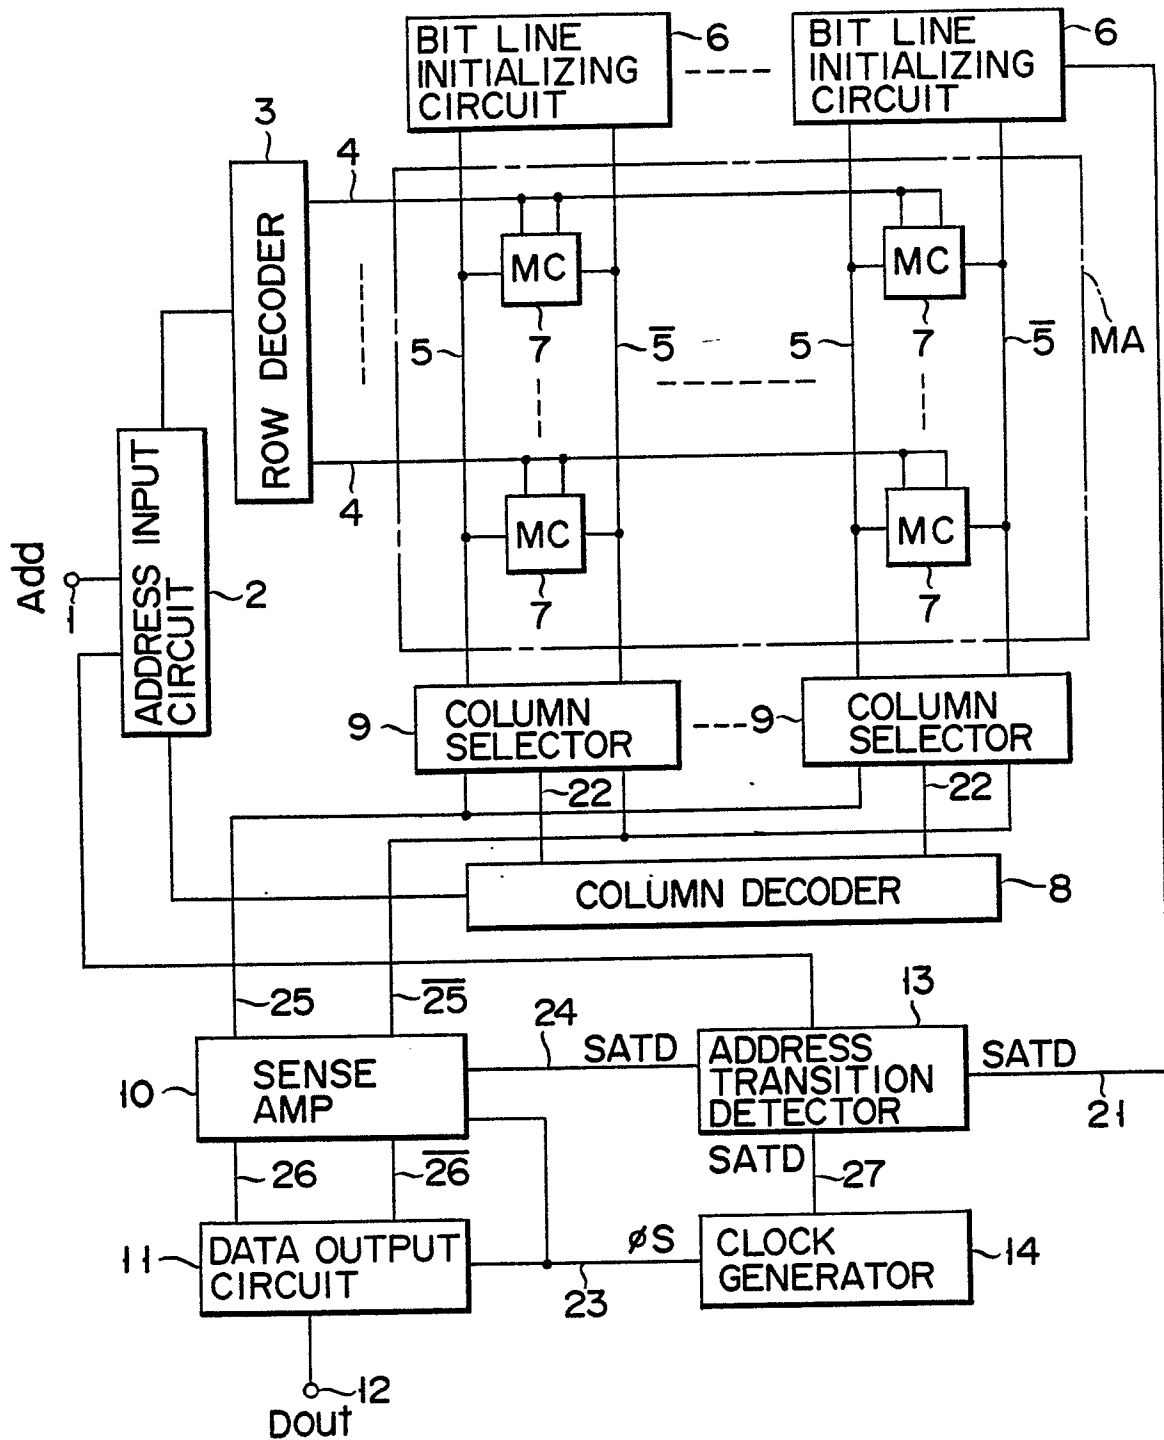 BIT LINE
INITIALIZING
CIRCUIT
6
BIT LINE
INITIALIZING
CIRCUIT
6
3
4
ROW DECODER
MC
7
MC
7
5
5̅
5
5̅
MA
4
MC
7
MC
7
Add
1
ADDRESS INPUT
CIRCUIT
2
9
COLUMN
SELECTOR
9
COLUMN
SELECTOR
22
22
COLUMN DECODER
8
25
2̅5̅
24
SATD
13
ADDRESS
TRANSITION
DETECTOR
SATD
21
10
SENSE
AMP
26
2̅6̅
SATD
27
11
DATA OUTPUT
CIRCUIT
øS
23
CLOCK
GENERATOR
14
12
Dout